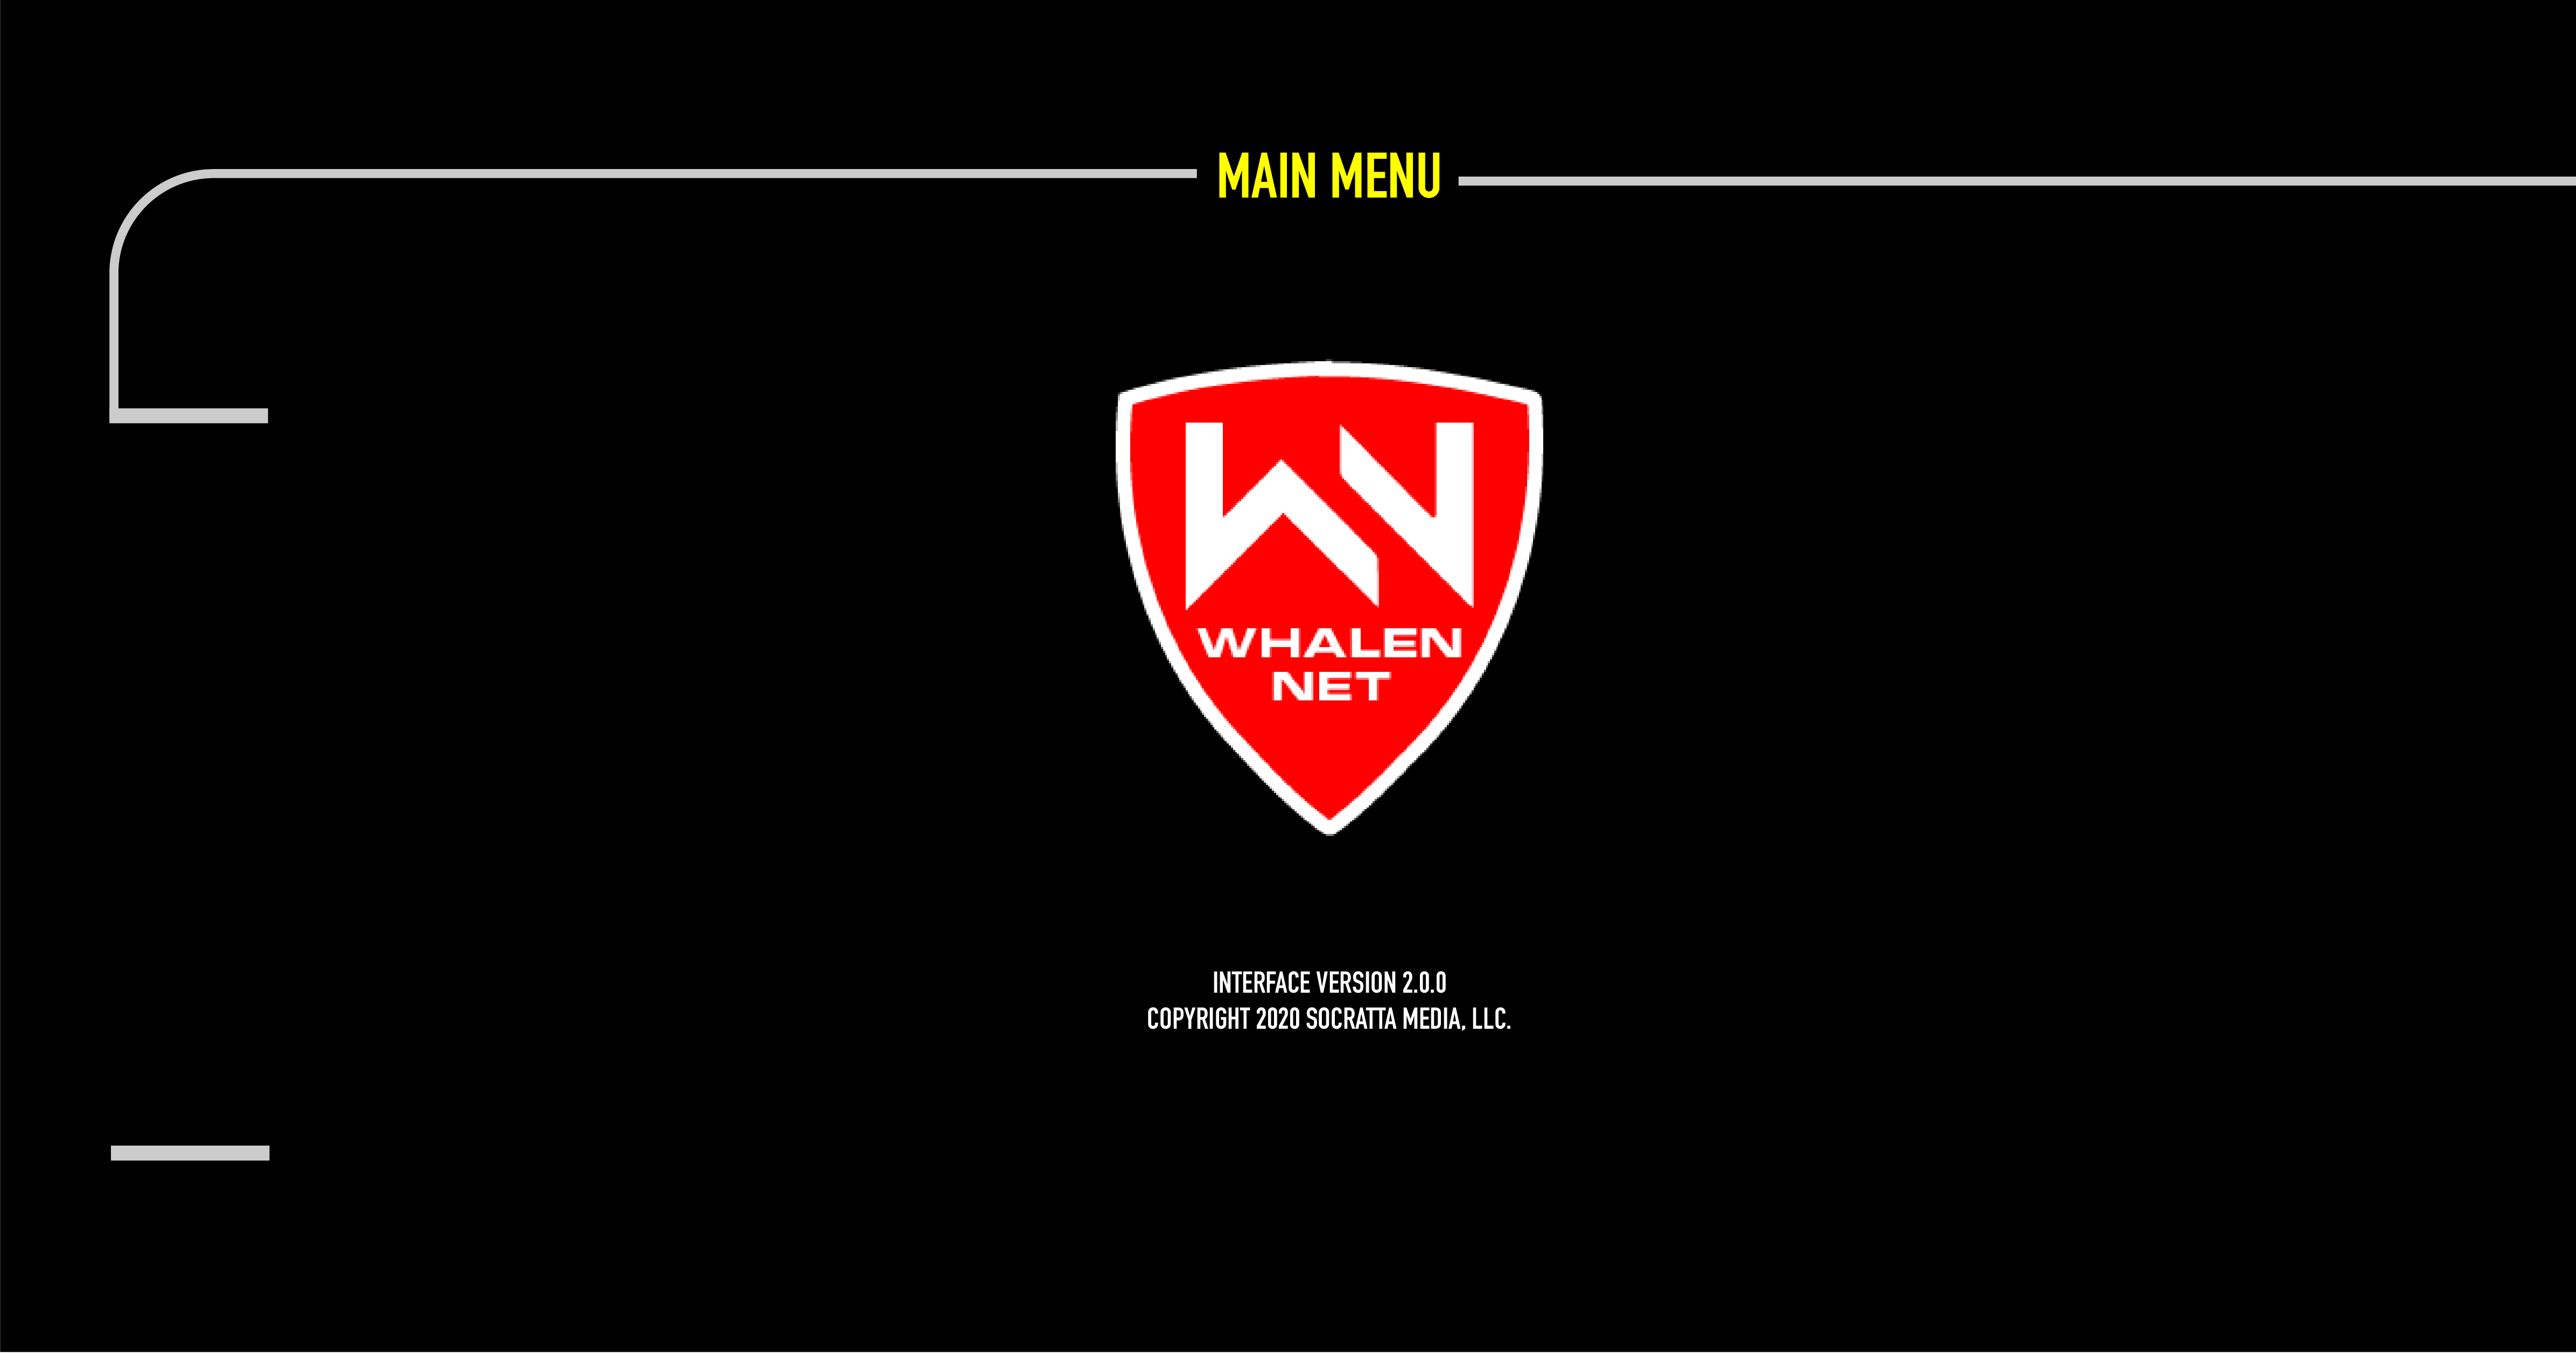 MAIN MENU
WHALEN
NET
INTERFACE VERSION 2.0.0
COPYRIGHT 2020 SOCRATTA MEDIA, LLC.